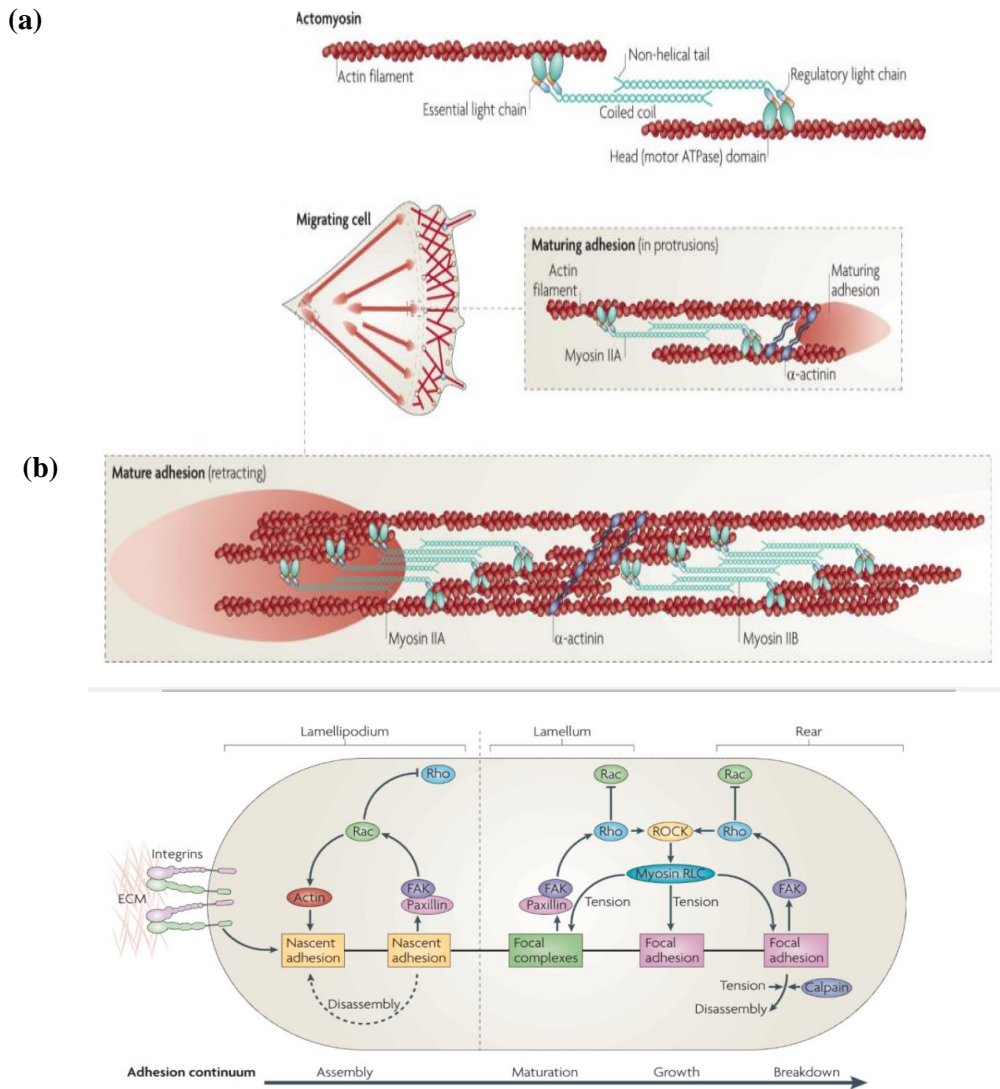 (a)
Actomyosin
Non-helical tail
Regulatory light chain
Actin filament
Essential light chain
Coiled coil
Head (motor ATPase) domain
Migrating cell
Maturing adhesion (in protrusions)
Actin
filament
Maturing
adhesion
Myosin IIA
α-actinin
(b)
Mature adhesion (retracting)
Myosin IIA
α-actinin
Myosin IIB
Lamellipodium
Lamellum
Rear
Rho
Rac
Rac
Rac
Rho
ROCK
Rho
Integrins
ECM
Actin
FAK
Paxillin
FAK
Paxillin
Myosin RLC
FAK
Tension
Tension
Nascent
adhesion
Nascent
adhesion
Focal
complexes
Focal
adhesion
Focal
adhesion
Disassembly
Tension
Calpain
Disassembly
Adhesion continuum
Assembly
Maturation
Growth
Breakdown